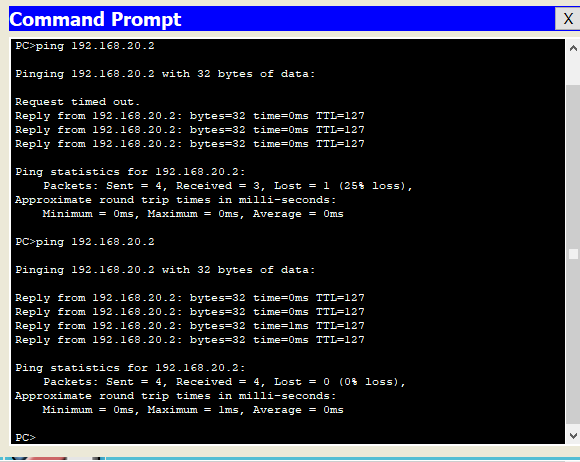 Command Prompt
X
PC>ping 192.168.20.2
Pinging 192.168.20.2 with 32 bytes of data:
Request timed out.
Reply from 192.168.20.2: bytes=32 time=0ms TTL=127
Reply from 192.168.20.2: bytes=32 time=0ms TTL=127
Reply from 192.168.20.2: bytes=32 time=0ms TTL=127
Ping statistics for 192.168.20.2:
Packets: Sent = 4, Received = 3, Lost = 1 (25% loss),
Approximate round trip times in milli-seconds:
Minimum = 0ms, Maximum = 0ms, Average = 0ms
PC>ping 192.168.20.2
Pinging 192.168.20.2 with 32 bytes of data:
Reply from 192.168.20.2: bytes=32 time=0ms TTL=127
Reply from 192.168.20.2: bytes=32 time=0ms TTL=127
Reply from 192.168.20.2: bytes=32 time=1ms TTL=127
Reply from 192.168.20.2: bytes=32 time=0ms TTL=127
Ping statistics for 192.168.20.2:
Packets: Sent = 4, Received = 4, Lost = 0 (0% loss),
Approximate round trip times in milli-seconds:
Minimum = 0ms, Maximum = 1ms, Average = 0ms
PC>